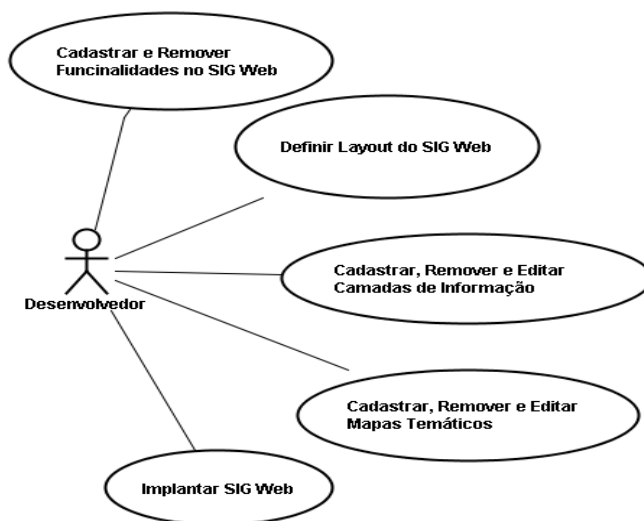 Cadastrar e Remover
Funcinalidades no SIG Web
Definir Layout do SIG Web
Cadastrar, Remover e Editar
Camadas de Informação
Desenvolvedor
Cadastrar, Remover e Editar
Mapas Temáticos
Implantar SIG Web